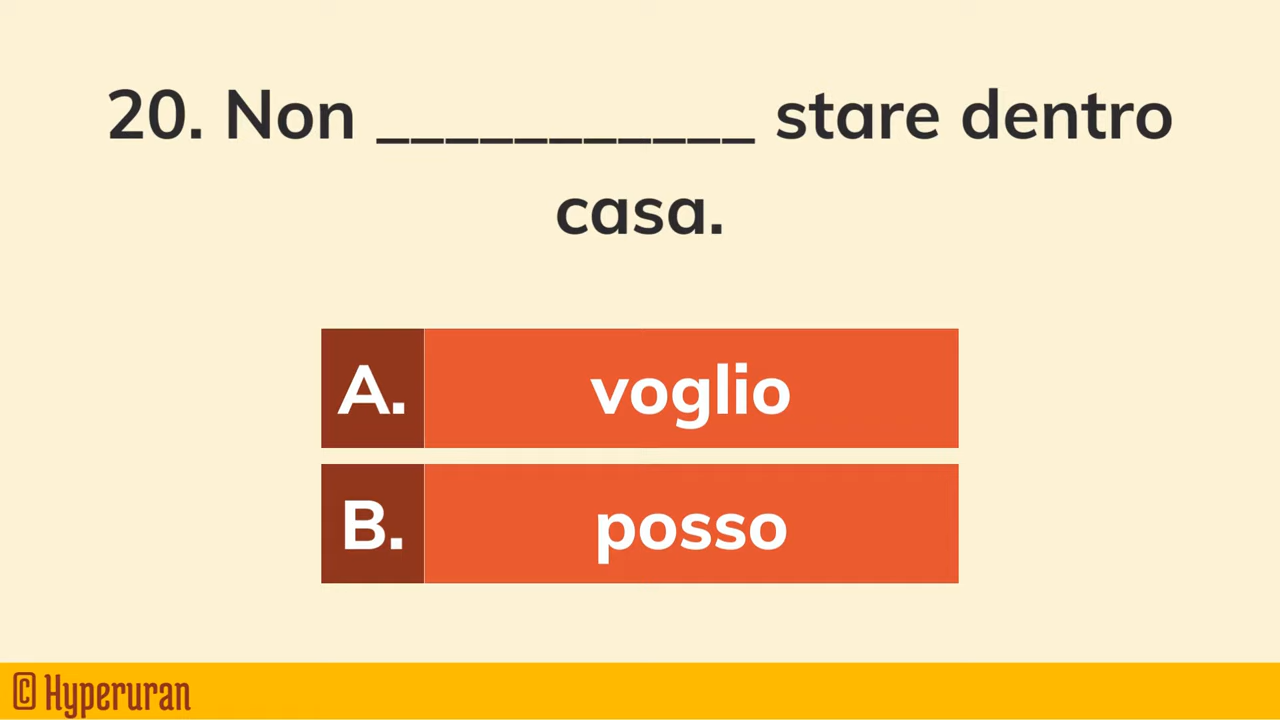 20. Non ___________ stare dentro
casa.
A. voglio
B. posso
© Hyperuran